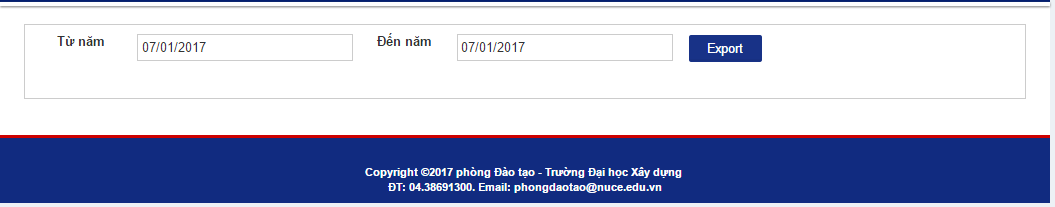 Từ năm 07/01/2017 Đến năm 07/01/2017 Export
Copyright ©2017 phòng Đào tạo - Trường Đại học Xây dựng
ĐT: 04.38691300. Email: phongdaotao@nuce.edu.vn